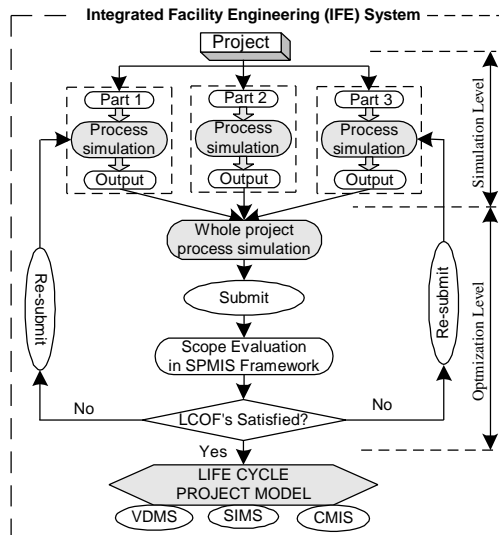 Integrated Facility Engineering (IFE) System
Project
Part 1
Part 2
Part 3
Process
simulation
Process
simulation
Process
simulation
Output
Output
Output
Simulation Level
Whole project
process simulation
Submit
Re-submit
Re-submit
Optmization Level
Scope Evaluation
in SPMIS Framework
No
LCOF's Satisfied?
No
Yes
LIFE CYCLE
PROJECT MODEL
VDMS
SIMS
CMIS